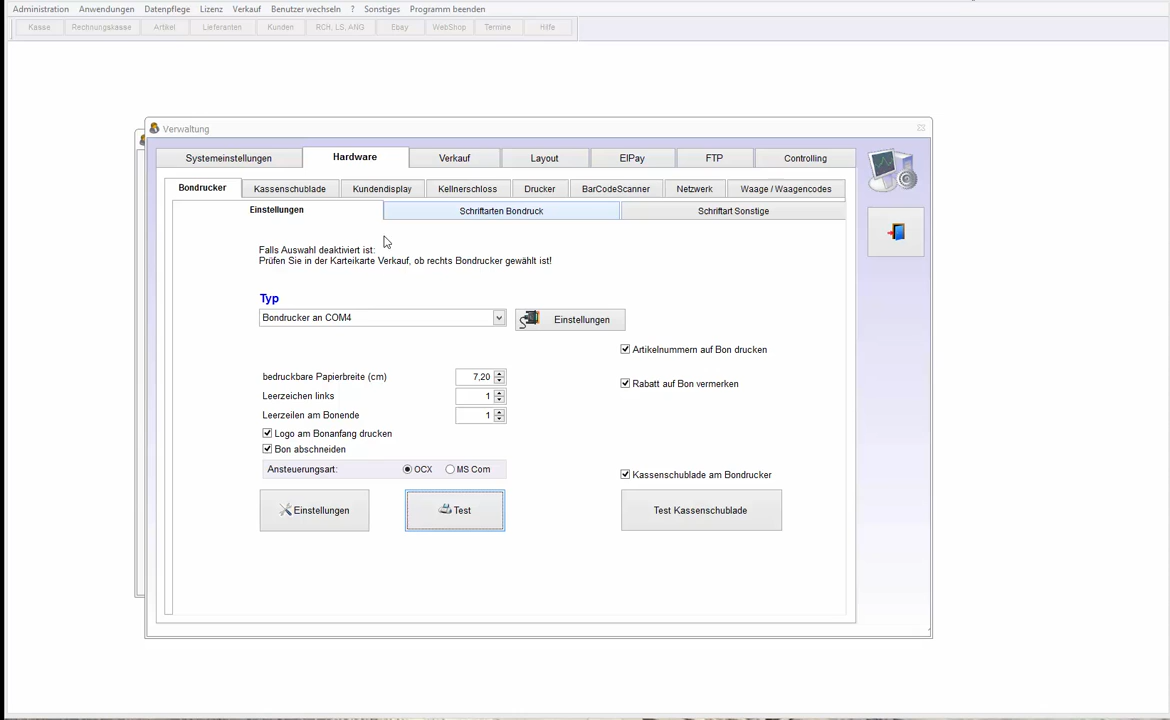 Administration Anwendungen Datenpflege Lizenz Verkauf Benutzer wechseln ? Sonstiges Programm beenden
Kasse Rechnungskasse Artikel Lieferanten Kunden RCH, LS, ANG Ebay WebShop Termine Hilfe
Verwaltung
Systemeinstellungen Hardware Verkauf Layout ElPay FTP Controlling
Bondrucker Kassenschublade Kundendisplay Kellnerschloss Drucker BarCodeScanner Netzwerk Waage / Waagencodes
Einstellungen Schriftarten Bondruck Schriftart Sonstige
Falls Auswahl deaktiviert ist:
Prüfen Sie in der Karteikarte Verkauf, ob rechts Bondrucker gewählt ist!
Typ
Bondrucker an COM4 Einstellungen
Artikelnummern auf Bon drucken
bedruckbare Papierbreite (cm) 7,20
Rabatt auf Bon vermerken
Leerzeichen links 1
Leerzeilen am Bonende 1
Logo am Bonanfang drucken
Bon abschneiden
Ansteuerungsart: OCX MS Com
Kassenschublade am Bondrucker
Einstellungen Test Test Kassenschublade